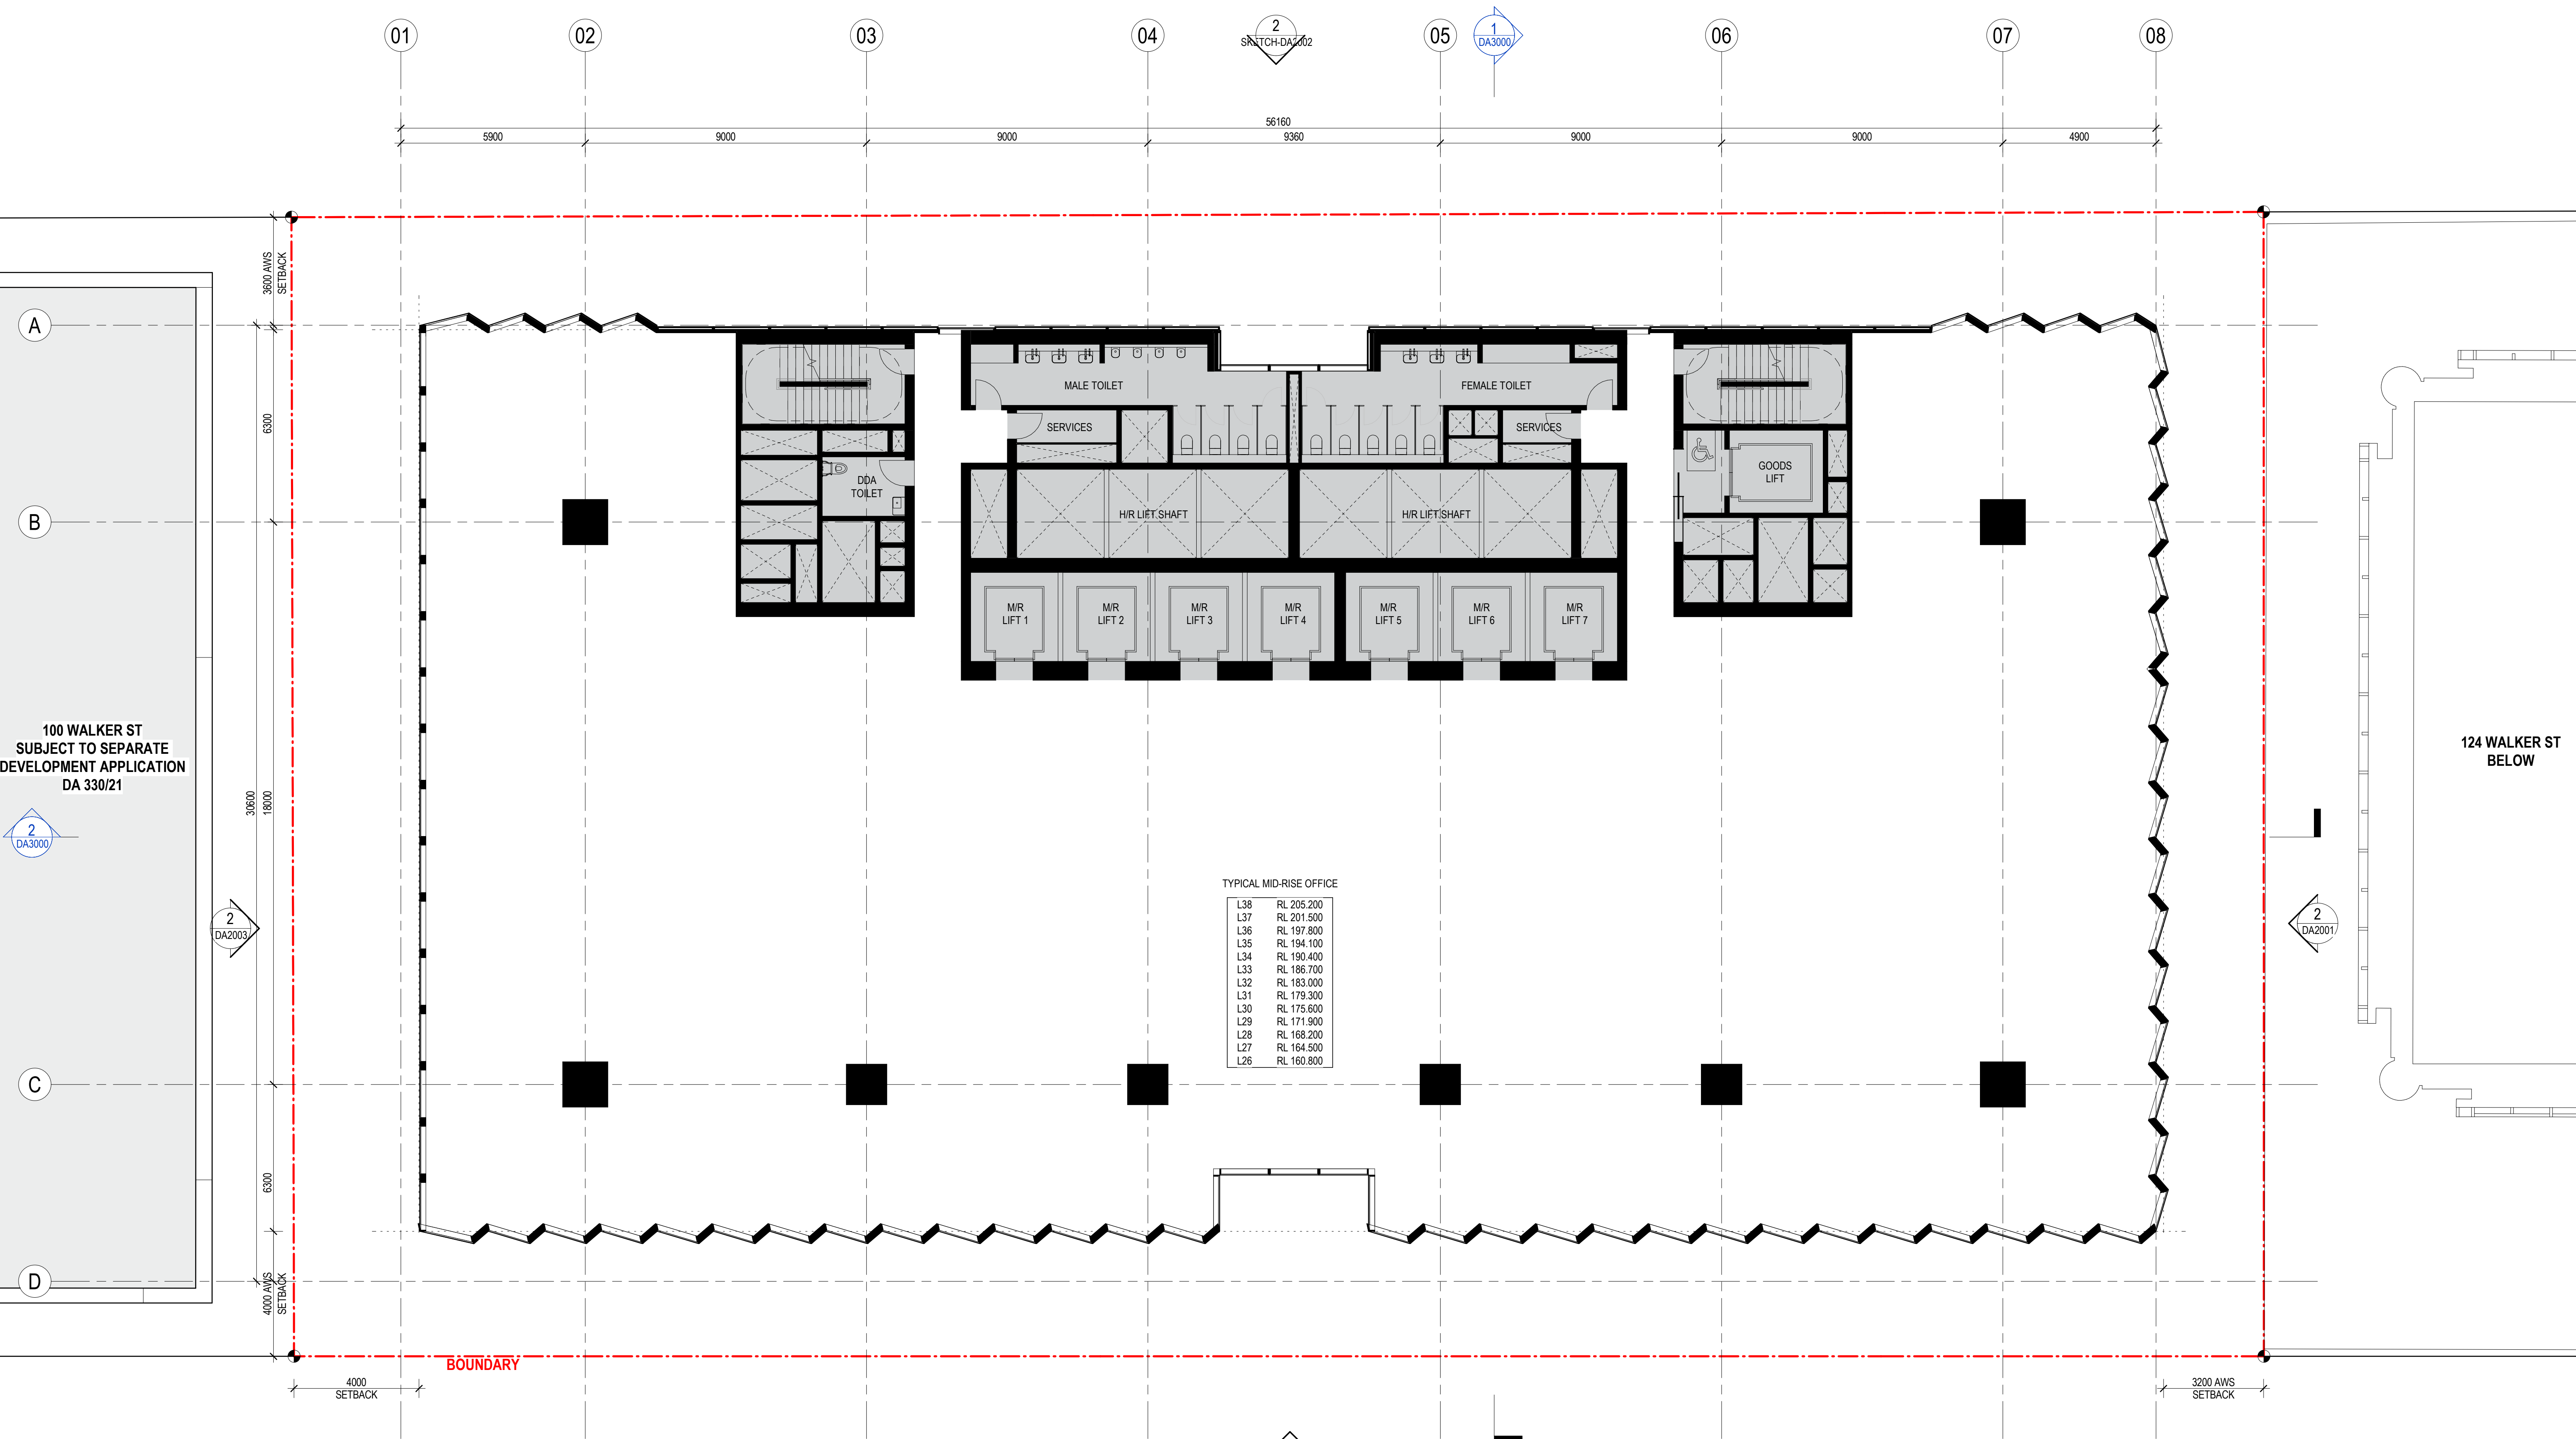 01
02
03
04
2
SKETCH-DA2002
05
1
DA3000
06
07
08
56160
5900
9000
9000
9360
9000
9000
4900
3600 AWS
SETBACK
A
6300
MALE TOILET
FEMALE TOILET
SERVICES
SERVICES
DDA
TOILET
GOODS
LIFT
B
H/R LIFT SHAFT
H/R LIFT SHAFT
M/R
LIFT 1
M/R
LIFT 2
M/R
LIFT 3
M/R
LIFT 4
M/R
LIFT 5
M/R
LIFT 6
M/R
LIFT 7
100 WALKER ST
SUBJECT TO SEPARATE
DEVELOPMENT APPLICATION
DA 330/21
124 WALKER ST
BELOW
30600
18000
2
DA3000
2
DA2003
2
DA2001
TYPICAL MID-RISE OFFICE
L38 RL 205.200
L37 RL 201.500
L36 RL 197.800
L35 RL 194.100
L34 RL 190.400
L33 RL 186.700
L32 RL 183.000
L31 RL 179.300
L30 RL 175.600
L29 RL 171.900
L28 RL 168.200
L27 RL 164.500
L26 RL 160.800
C
6300
D
4000 AWS
SETBACK
BOUNDARY
4000
SETBACK
3200 AWS
SETBACK